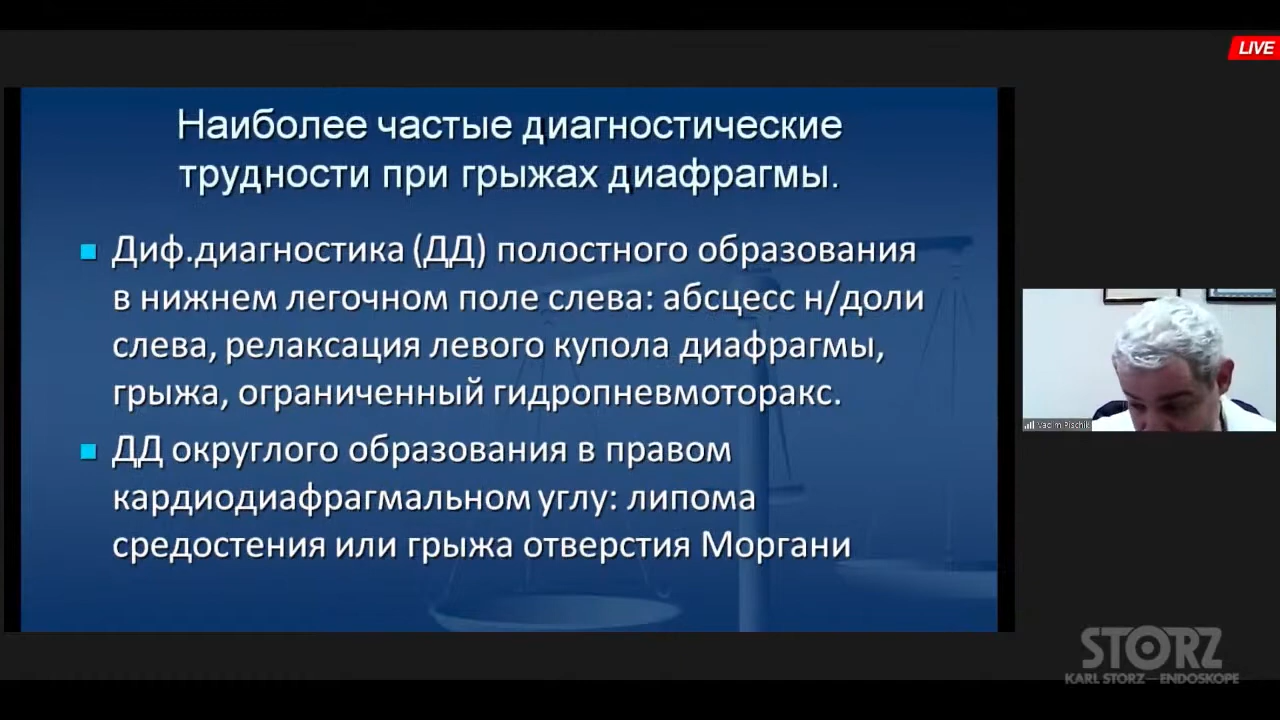 LIVE
Наиболее частые диагностические
трудности при грыжах диафрагмы.
Диф.диагностика (ДД) полостного образования
в нижнем легочном поле слева: абсцесс н/доли
слева, релаксация левого купола диафрагмы,
грыжа, ограниченный гидропневмоторакс.
ДД округлого образования в правом
кардиодиафрагмальном углу: липома
средостения или грыжа отверстия Моргани
Vadim Pischik
STORZ
KARL STORZ—ENDOSKOPE